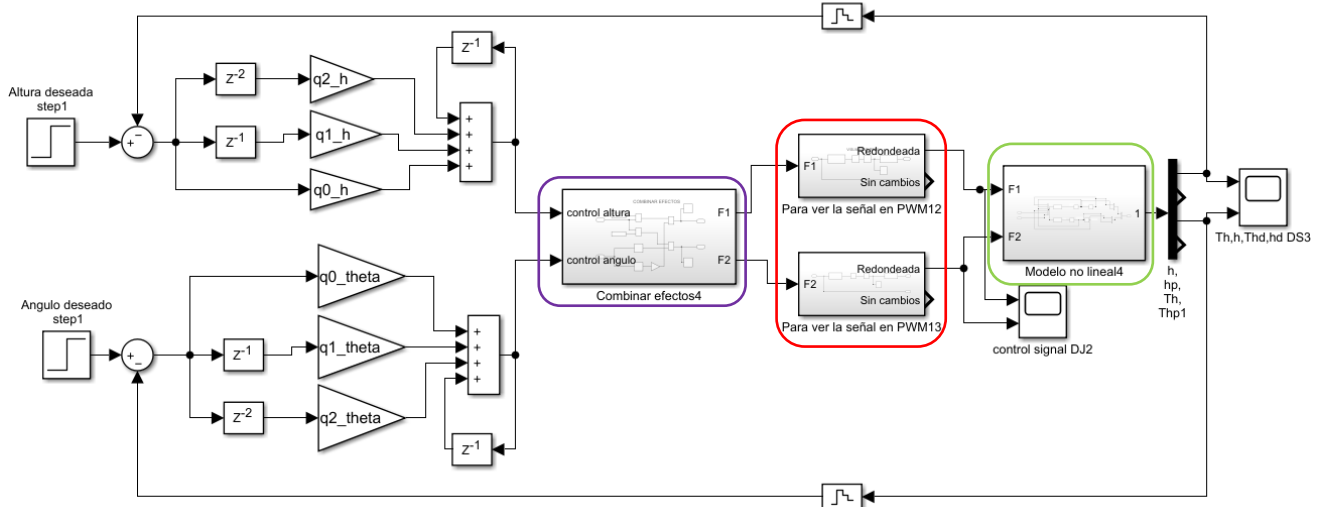 Altura deseada
step1
+
−
z-2
z-1
q2_h
q1_h
q0_h
z-1
+
+
+
+
control altura
control angulo
COMBINAR EFECTOS
F1
F2
Combinar efectos4
F1
Redondeada
Sin cambios
Para ver la señal en PWM12
F2
Redondeada
Sin cambios
Para ver la señal en PWM13
F1
F2
1
Modelo no lineal4
h,
hp,
Th,
Thp1
Th,h,Thd,hd DS3
control signal DJ2
Angulo deseado
step1
+
−
z-1
z-2
q0_theta
q1_theta
q2_theta
+
+
+
+
z-1